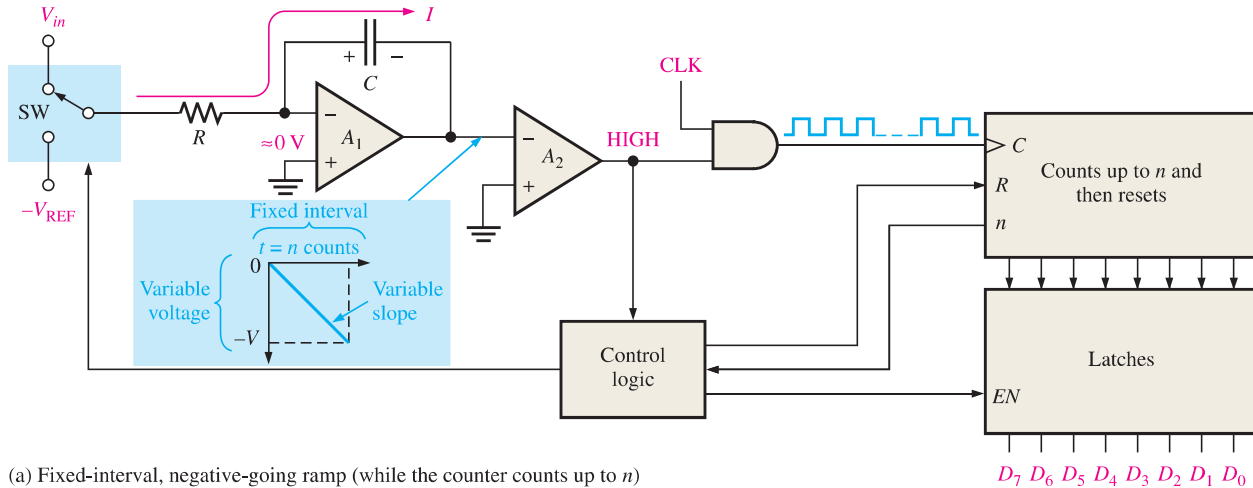 V_in
I
SW
+ −
C
R
≈0 V
−
A_1
+
−V_REF
−
A_2
+
HIGH
CLK
C
Counts up to n and
then resets
R
n
Fixed interval
t = n counts
0
Variable
voltage
Variable
slope
−V
Control
logic
Latches
EN
D_7 D_6 D_5 D_4 D_3 D_2 D_1 D_0
(a) Fixed-interval, negative-going ramp (while the counter counts up to n)